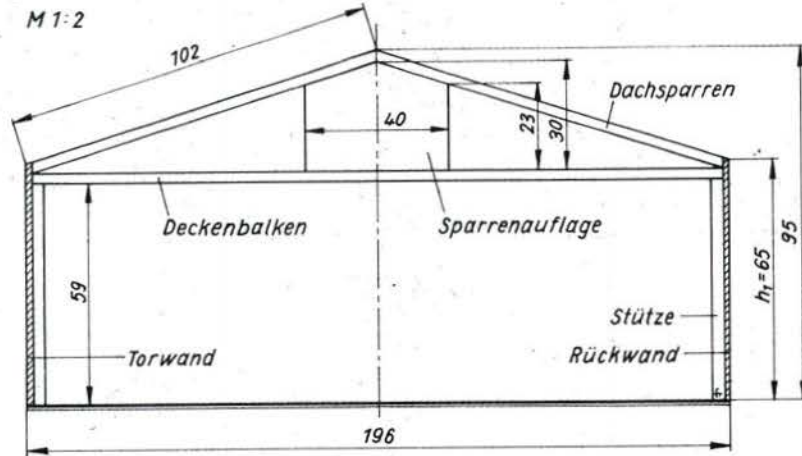 M 1:2
102
Dachsparren
40
23
30
Deckenbalken
Sparrenauflage
95
59
h₁=65
Stütze
Torwand
Rückwand
196